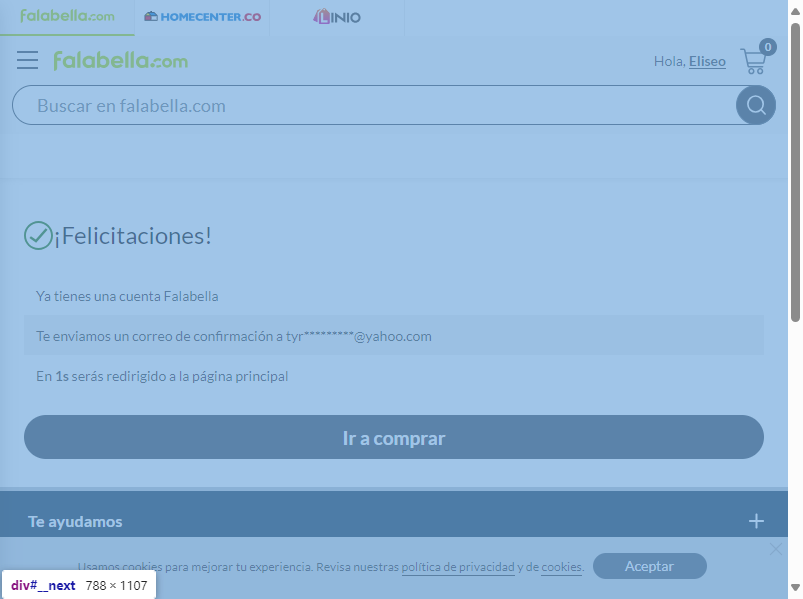 falabella.com
HOMECENTER.CO
LINIO
falabella.com
Hola, Eliseo
0
Buscar en falabella.com
¡Felicitaciones!
Ya tienes una cuenta Falabella
Te enviamos un correo de confirmación a tyr*********@yahoo.com
En 1s serás redirigido a la página principal
Ir a comprar
Te ayudamos
Usamos cookies para mejorar tu experiencia. Revisa nuestras política de privacidad y de cookies.
Aceptar
div#__next 788 × 1107